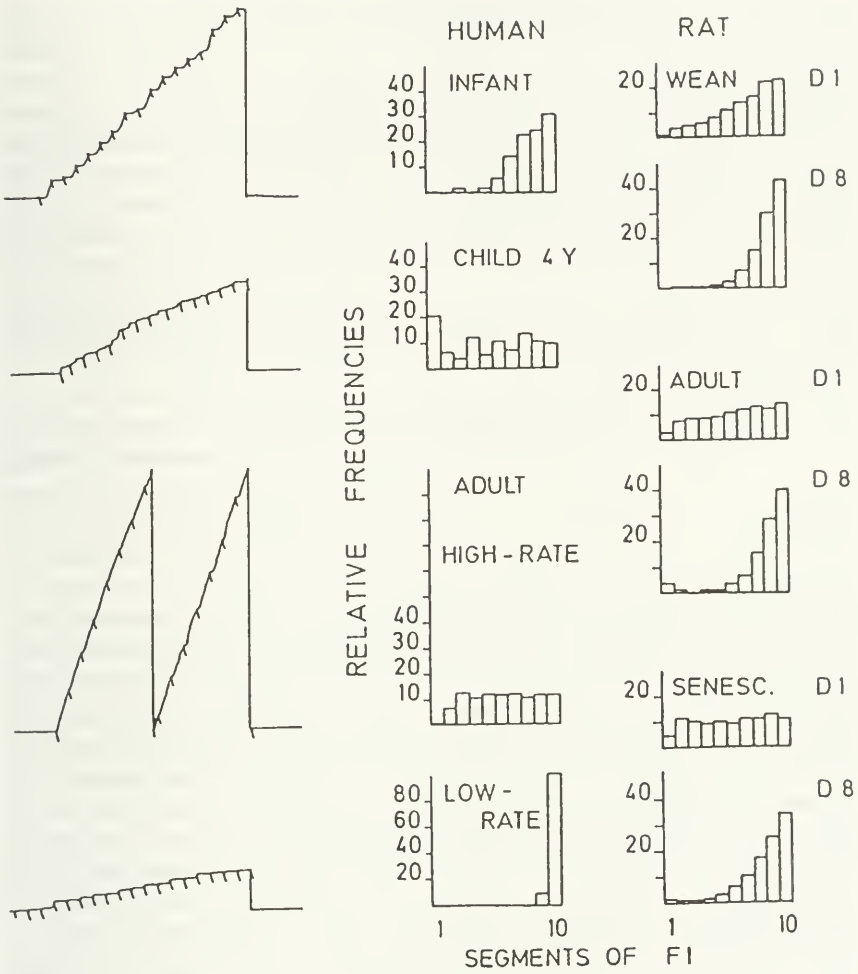 HUMAN RAT
INFANT
40
30
20
10
WEAN D1
20
D8
40
20
CHILD 4Y
40
30
20
10
ADULT D1
20
D8
40
20
ADULT
HIGH-RATE
40
30
20
10
SENESC. D1
20
LOW-
RATE
80
60
40
20
D8
40
20
1 10
1 10
RELATIVE FREQUENCIES
SEGMENTS OF FI